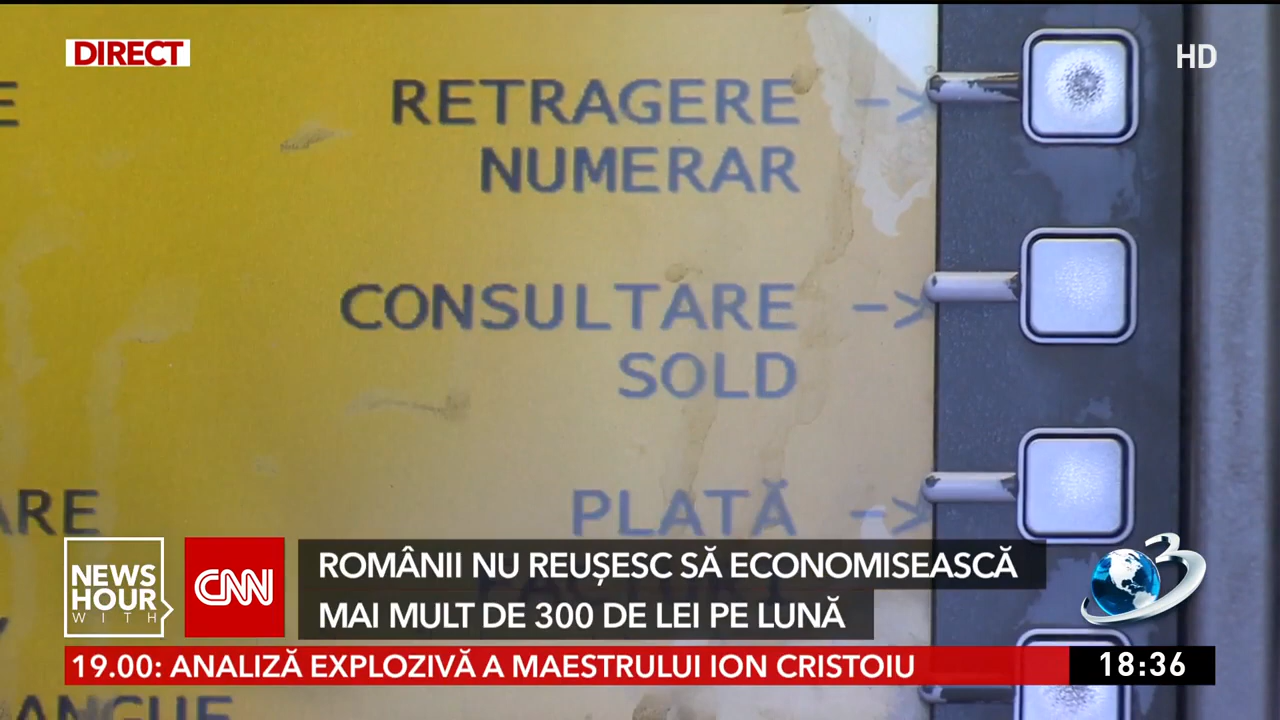 DIRECT
HD
RETRAGERE ->
NUMERAR
CONSULTARE ->
SOLD
ARE
PLATĂ ->
NEWS
HOUR
WITH
CNN
ROMÂNII NU REUȘESC SĂ ECONOMISEASCĂ
MAI MULT DE 300 DE LEI PE LUNĂ
3
19.00: ANALIZĂ EXPLOZIVĂ A MAESTRULUI ION CRISTOIU
18:36